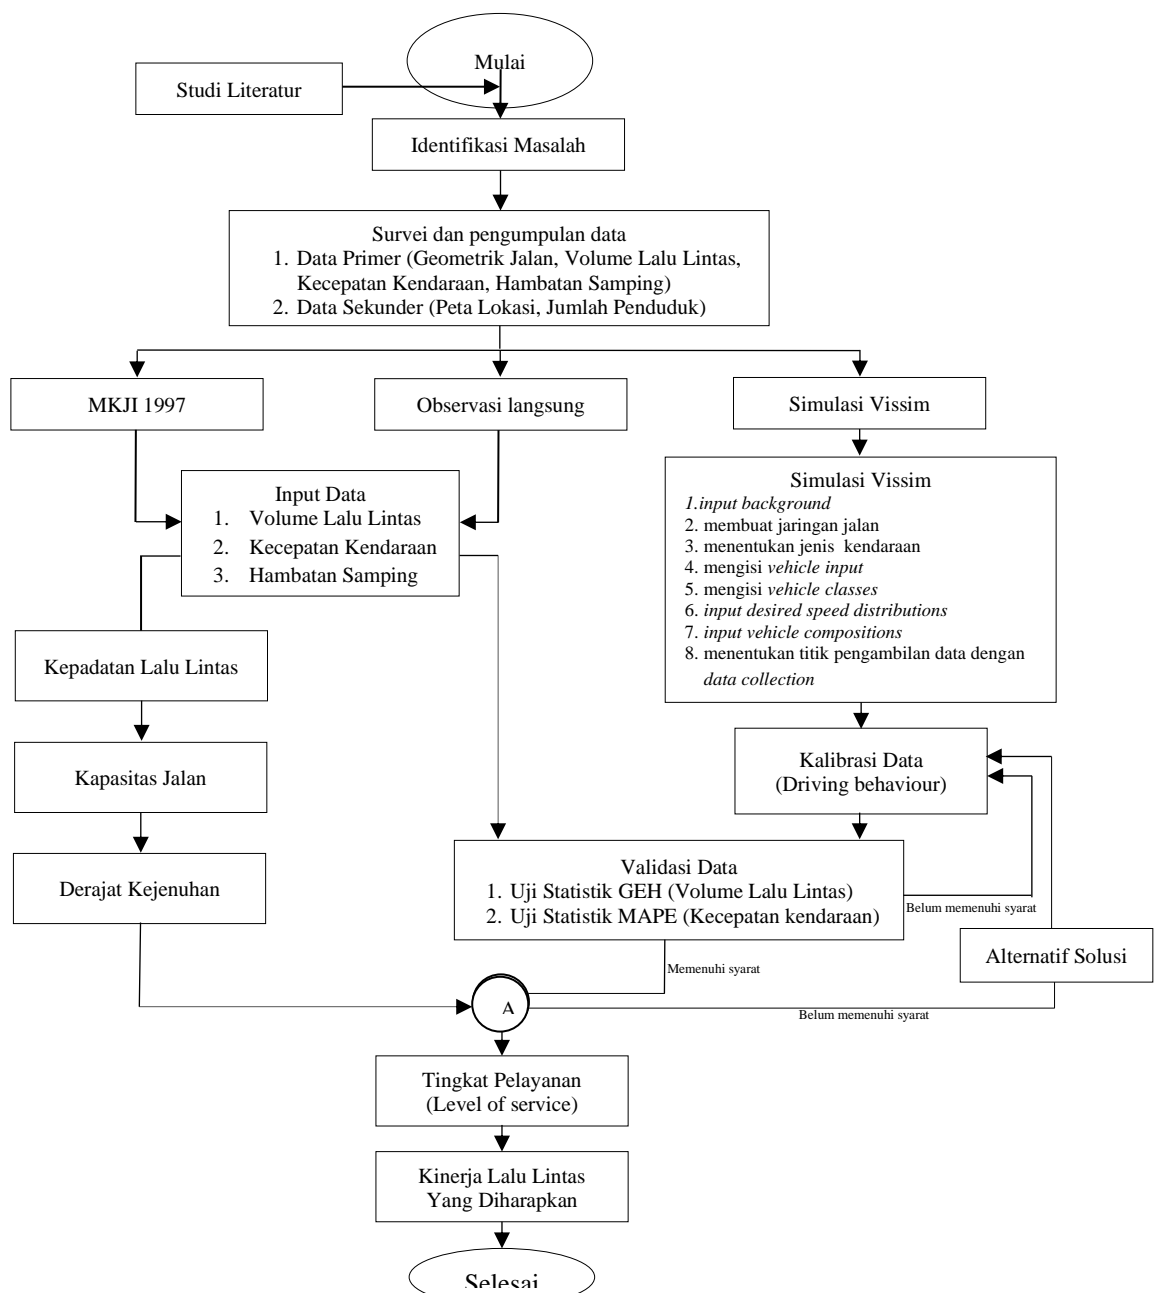 Mulai
Studi Literatur
Identifikasi Masalah
Survei dan pengumpulan data
1. Data Primer (Geometrik Jalan, Volume Lalu Lintas,
Kecepatan Kendaraan, Hambatan Samping)
2. Data Sekunder (Peta Lokasi, Jumlah Penduduk)
MKJI 1997
Observasi langsung
Simulasi Vissim
Input Data
1. Volume Lalu Lintas
2. Kecepatan Kendaraan
3. Hambatan Samping
Simulasi Vissim
1.input background
2. membuat jaringan jalan
3. menentukan jenis kendaraan
4. mengisi vehicle input
5. mengisi vehicle classes
6. input desired speed distributions
7. input vehicle compositions
8. menentukan titik pengambilan data dengan
data collection
Kepadatan Lalu Lintas
Kapasitas Jalan
Kalibrasi Data
(Driving behaviour)
Derajat Kejenuhan
Validasi Data
1. Uji Statistik GEH (Volume Lalu Lintas)
2. Uji Statistik MAPE (Kecepatan kendaraan)
Belum memenuhi syarat
Alternatif Solusi
Memenuhi syarat
A
Belum memenuhi syarat
Tingkat Pelayanan
(Level of service)
Kinerja Lalu Lintas
Yang Diharapkan
Selesai